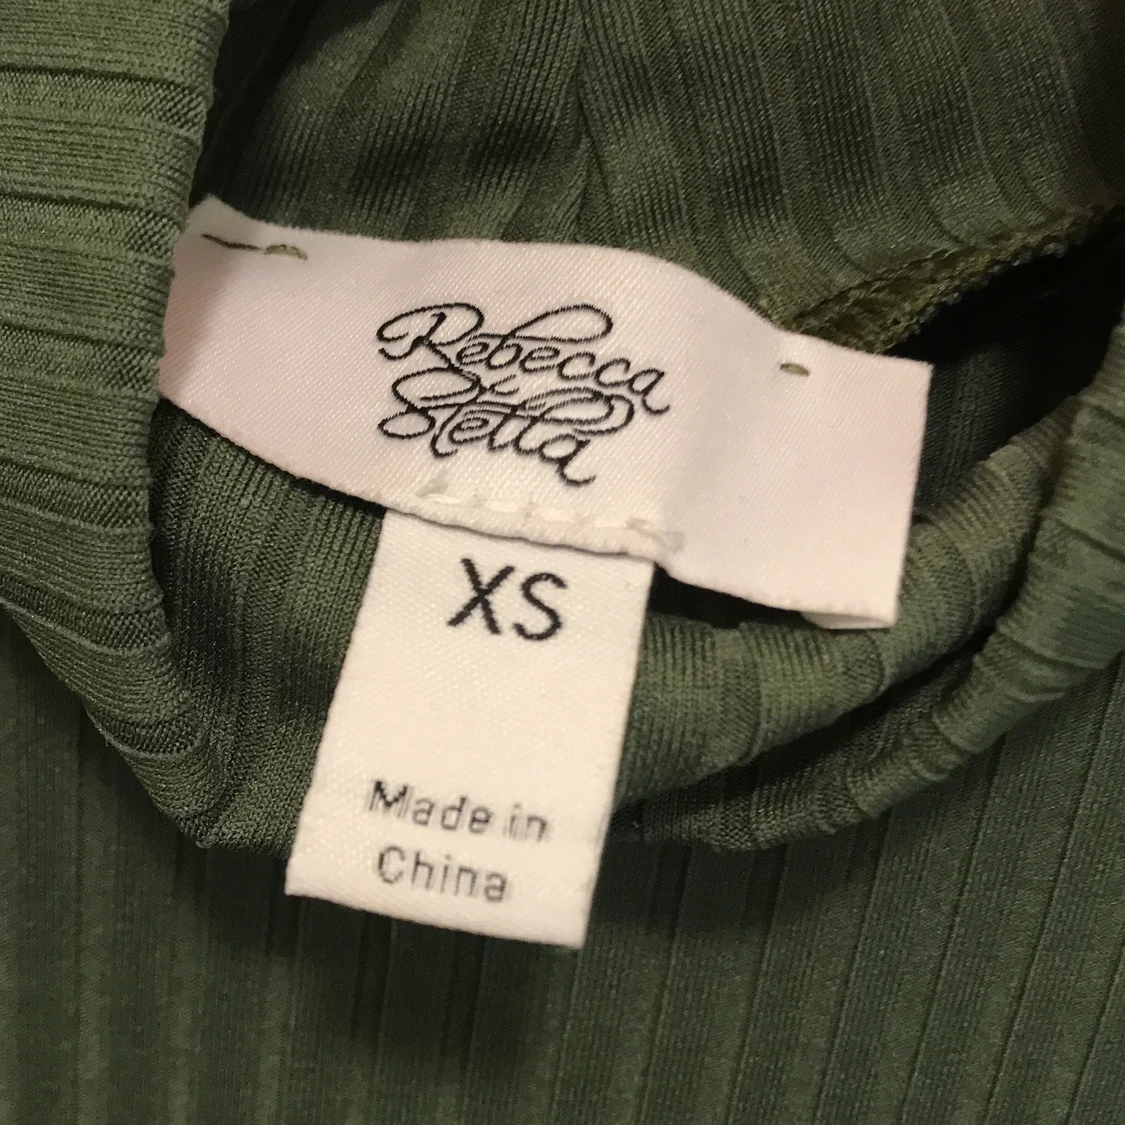 Rebecca
Stella
XS
Made in
China